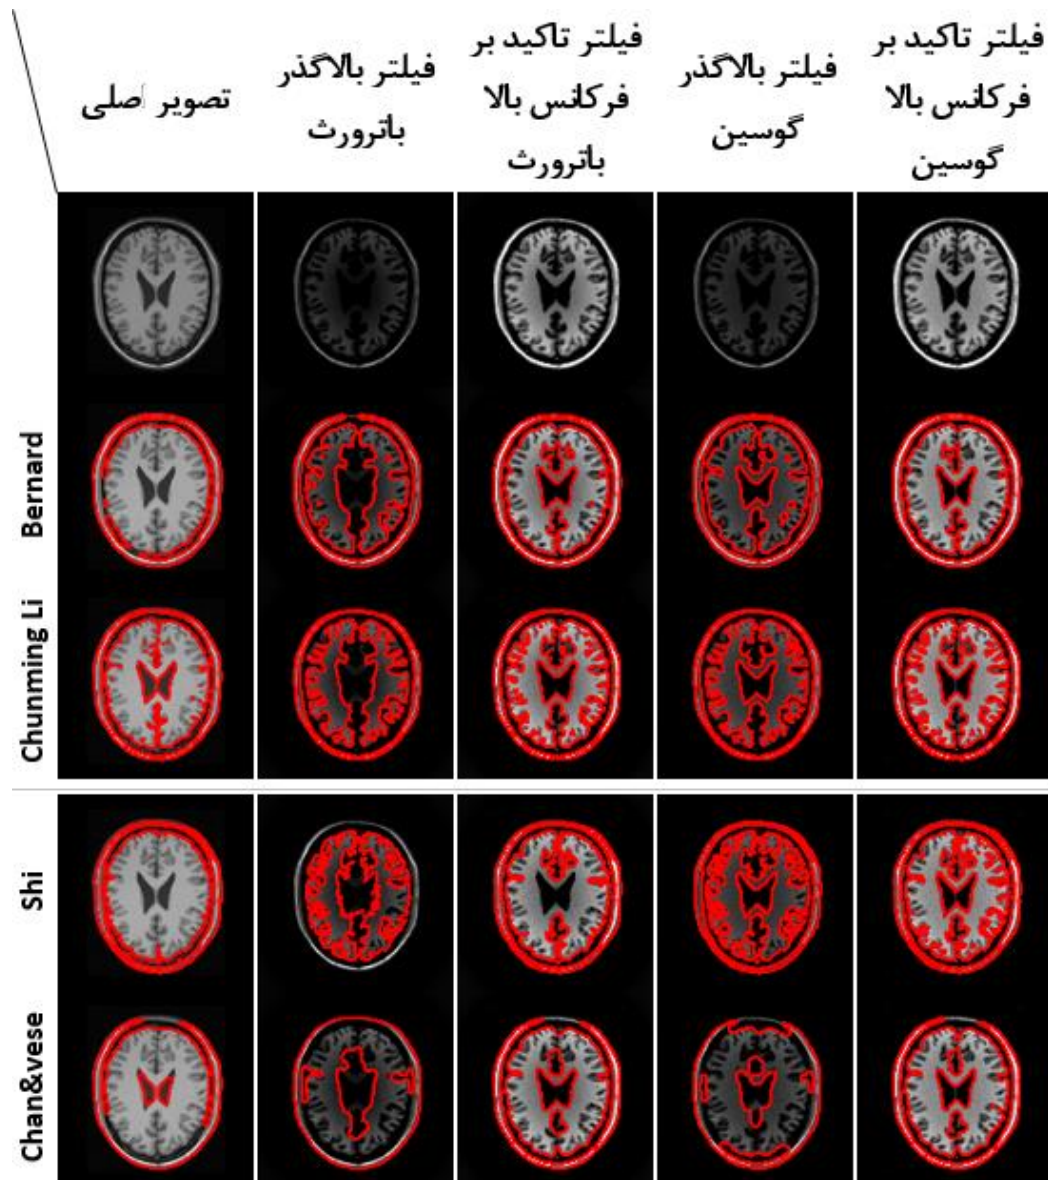 تصویر اصلی
فیلتر بالاگذر
باترورث
فیلتر تاکید بر
فرکانس بالا
باترورث
فیلتر بالاگذر
گوسین
فیلتر تاکید بر
فرکانس بالا
گوسین
Bernard
Chunming Li
Shi
Chan&vese